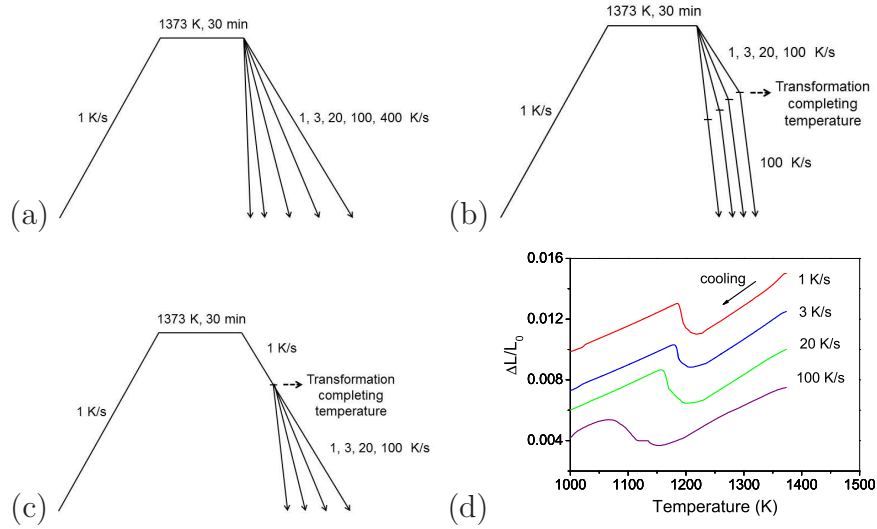 1373 K, 30 min
1 K/s
1, 3, 20, 100, 400 K/s
(a)
1373 K, 30 min
1 K/s
1, 3, 20, 100 K/s
Transformation
completing
temperature
100 K/s
(b)
1373 K, 30 min
1 K/s
1 K/s
Transformation
completing
temperature
1, 3, 20, 100 K/s
(c)
0.016
0.012
0.008
0.004
ΔL/L₀
cooling
1 K/s
3 K/s
20 K/s
100 K/s
1000 1100 1200 1300 1400 1500
Temperature (K)
(d)